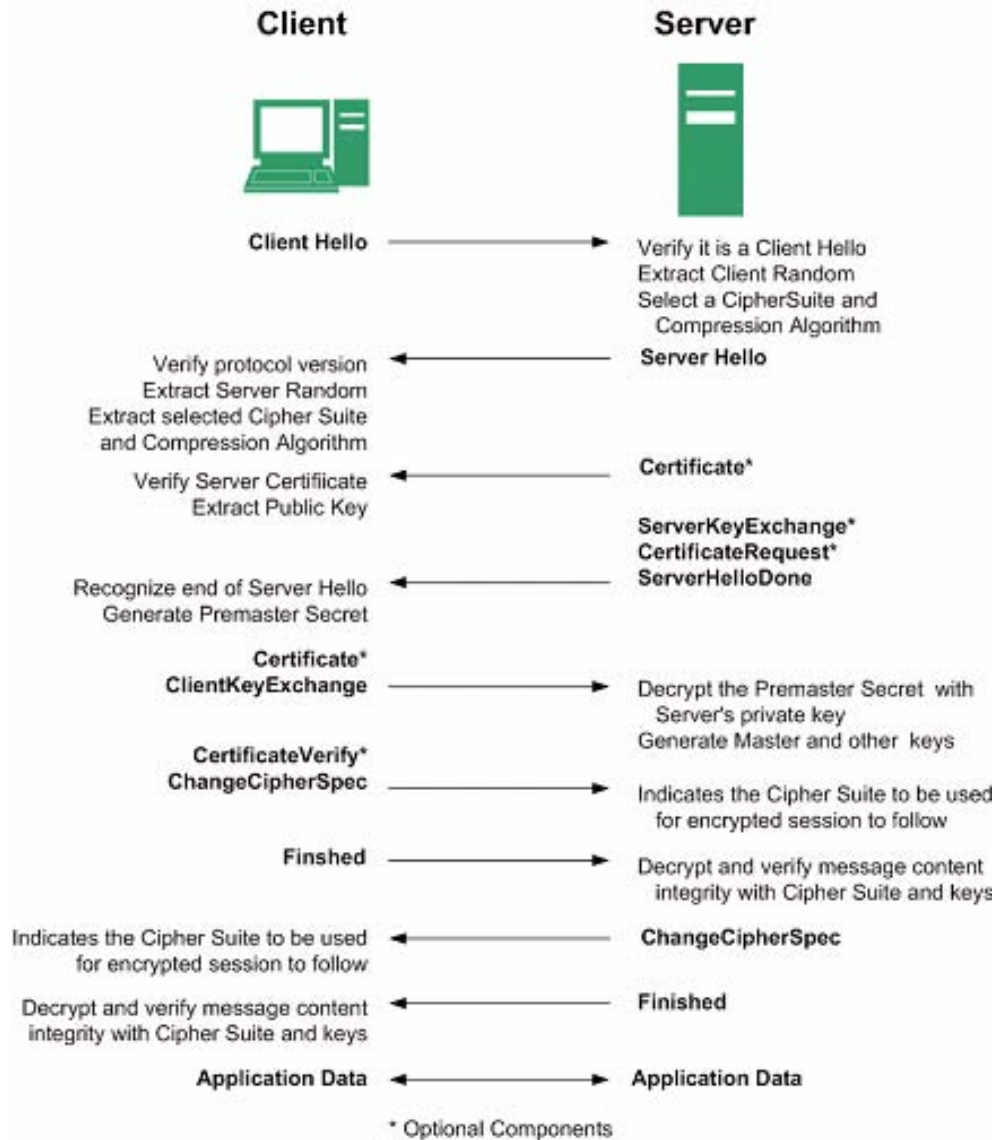 Client
Server
Client Hello
Verify it is a Client Hello
Extract Client Random
Select a CipherSuite and
Compression Algorithm
Server Hello
Verify protocol version
Extract Server Random
Extract selected Cipher Suite
and Compression Algorithm
Certificate*
Verify Server Certifiicate
Extract Public Key
ServerKeyExchange*
CertificateRequest*
ServerHelloDone
Recognize end of Server Hello
Generate Premaster Secret
Certificate*
ClientKeyExchange
Decrypt the Premaster Secret with
Server's private key
Generate Master and other keys
CertificateVerify*
ChangeCipherSpec
Indicates the Cipher Suite to be used
for encrypted session to follow
Finshed
Decrypt and verify message content
integrity with Cipher Suite and keys
ChangeCipherSpec
Indicates the Cipher Suite to be used
for encrypted session to follow
Finished
Decrypt and verify message content
integrity with Cipher Suite and keys
Application Data
Application Data
* Optional Components